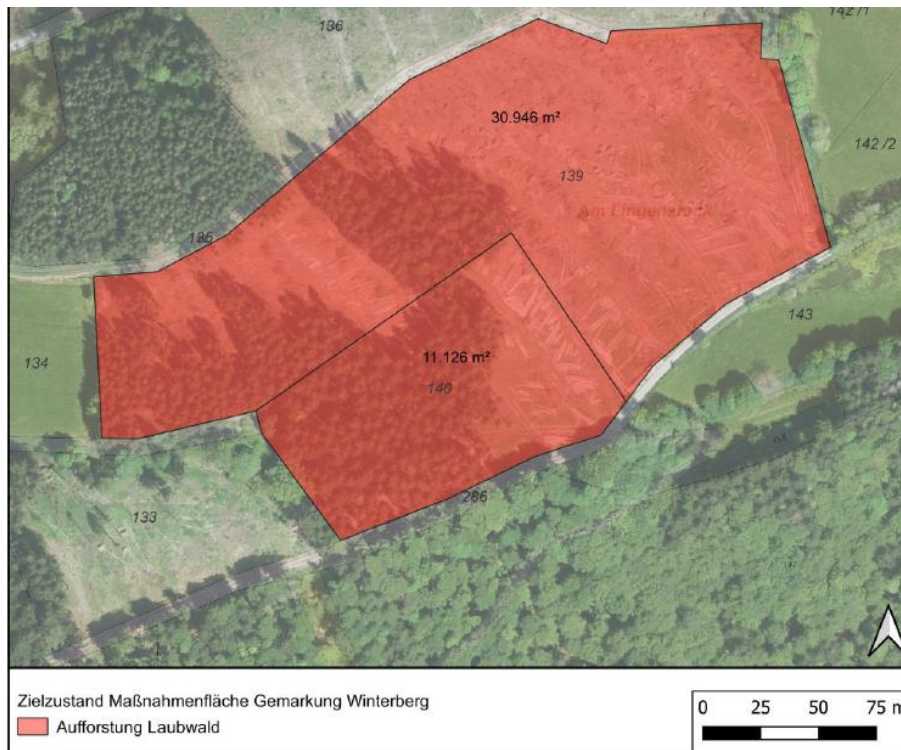 136
142/1
30.946 m²
142/2
139
135
143
134
11.126 m²
140
286
133
Zielzustand Maßnahmenfläche Gemarkung Winterberg
Aufforstung Laubwald
0 25 50 75 m